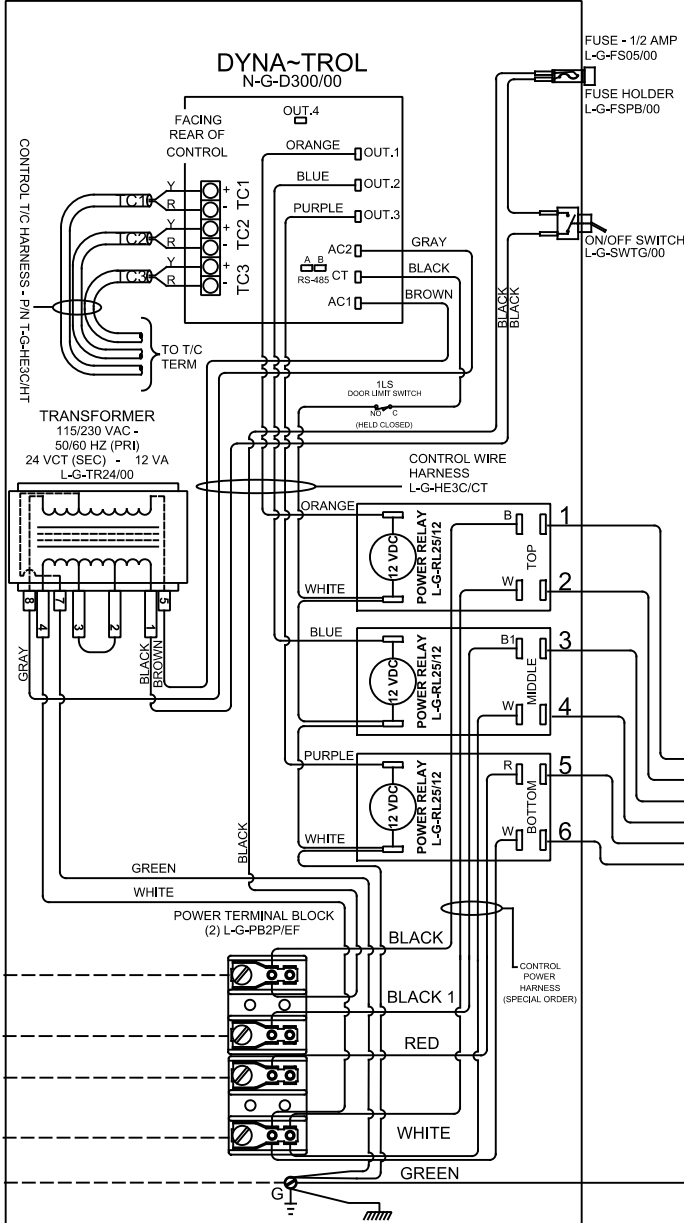 DYNA~TROL
N-G-D300/00
OUT.4
FACING
REAR OF
CONTROL
ORANGE
OUT.1
BLUE
OUT.2
PURPLE
OUT.3
AC2
GRAY
A B
RS-485
CT
BLACK
AC1
BROWN
TC1
Y
R
+
-
TC1
TC2
Y
R
+
-
TC2
TC3
Y
R
+
-
TC3
CONTROL T/C HARNESS - P/N T-G-HE3C/HT
TO T/C
TERM
FUSE - 1/2 AMP
L-G-FS05/00
FUSE HOLDER
L-G-FSPB/00
ON/OFF SWITCH
L-G-SWTG/00
BLACK
BLACK
1LS
DOOR LIMIT SWITCH
NO C
(HELD CLOSED)
TRANSFORMER
115/230 VAC -
50/60 HZ (PRI)
24 VCT (SEC) - 12 VA
L-G-TR24/00
CONTROL WIRE
HARNESS
L-G-HE3C/CT
8
4
7
3
2
1
5
GRAY
BLACK
BROWN
ORANGE
WHITE
12 VDC
POWER RELAY
L-G-RL25/12
B
W
TOP
1
2
BLUE
12 VDC
POWER RELAY
L-G-RL25/12
B1
W
MIDDLE
3
4
PURPLE
WHITE
12 VDC
POWER RELAY
L-G-RL25/12
R
W
BOTTOM
5
6
BLACK
GREEN
WHITE
POWER TERMINAL BLOCK
(2) L-G-PB2P/EF
BLACK
BLACK 1
RED
WHITE
GREEN
CONTROL
POWER
HARNESS
(SPECIAL ORDER)
G